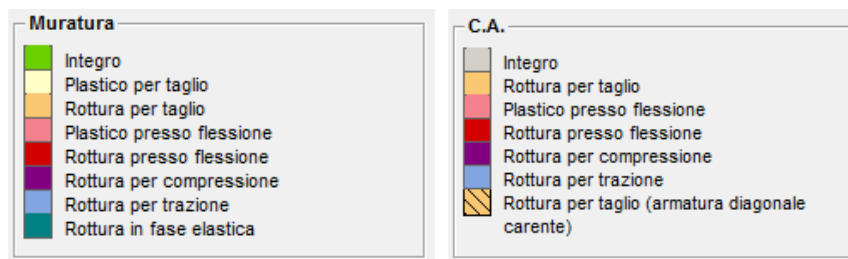 Muratura
Integro
Plastico per taglio
Rottura per taglio
Plastico presso flessione
Rottura presso flessione
Rottura per compressione
Rottura per trazione
Rottura in fase elastica
C.A.
Integro
Rottura per taglio
Plastico presso flessione
Rottura presso flessione
Rottura per compressione
Rottura per trazione
Rottura per taglio (armatura diagonale
carente)